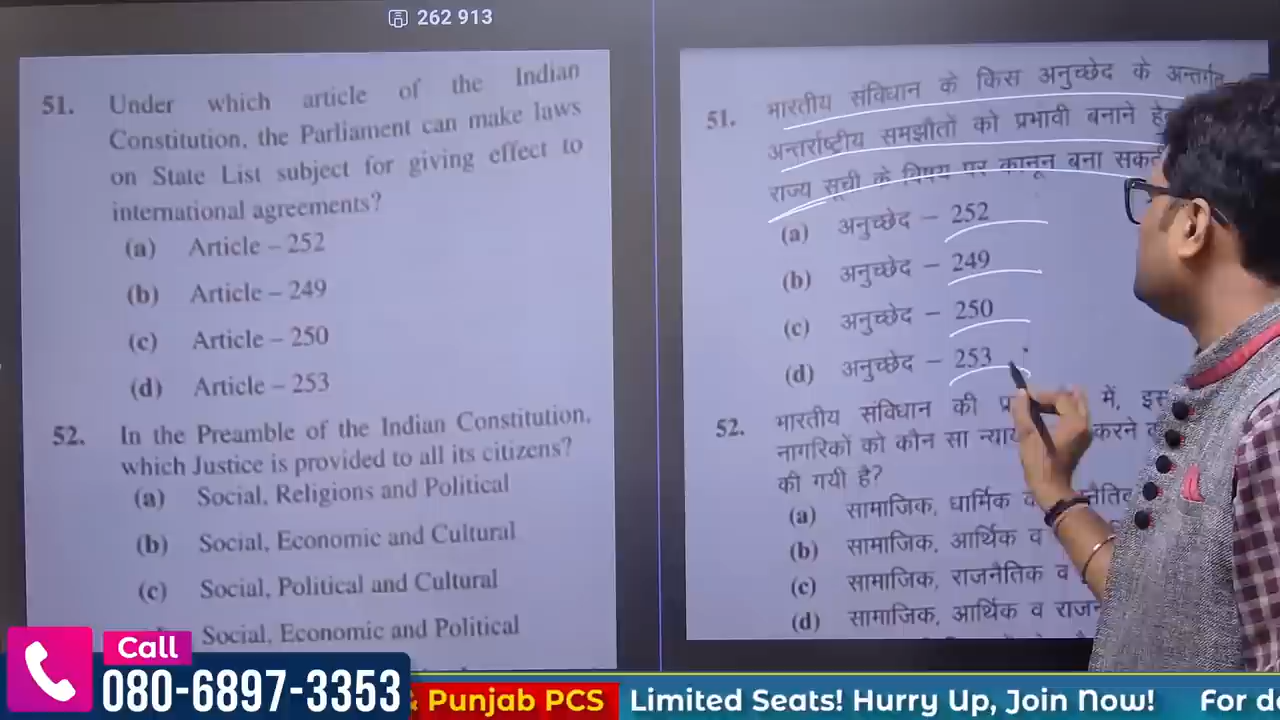 262 913
51. Under which article of the Indian
Constitution, the Parliament can make laws
on State List subject for giving effect to
international agreements?
(a) Article – 252
(b) Article – 249
(c) Article – 250
(d) Article – 253
52. In the Preamble of the Indian Constitution,
which Justice is provided to all its citizens?
(a) Social, Religions and Political
(b) Social, Economic and Cultural
(c) Social, Political and Cultural
Social, Economic and Political
51. भारतीय संविधान के किस अनुच्छेद के अन्तर्गत
अन्तर्राष्टीय समझौतों को प्रभावी बनाने
राज्य सूची के विषय पर कानून बना
(a) अनुच्छेद – 252
(b) अनुच्छेद – 249
(c) अनुच्छेद – 250
(d) अनुच्छेद – 253
52. भारतीय संविधान की में,
नागरिकों को कौन सा करने
की गयी है?
(a) सामाजिक, धार्मिक
(b) सामाजिक, आर्थिक व
(c) सामाजिक, राजनैतिक व
(d) सामाजिक, आर्थिक व
Call
080-6897-3353
& Punjab PCS Limited Seats! Hurry Up, Join Now! For